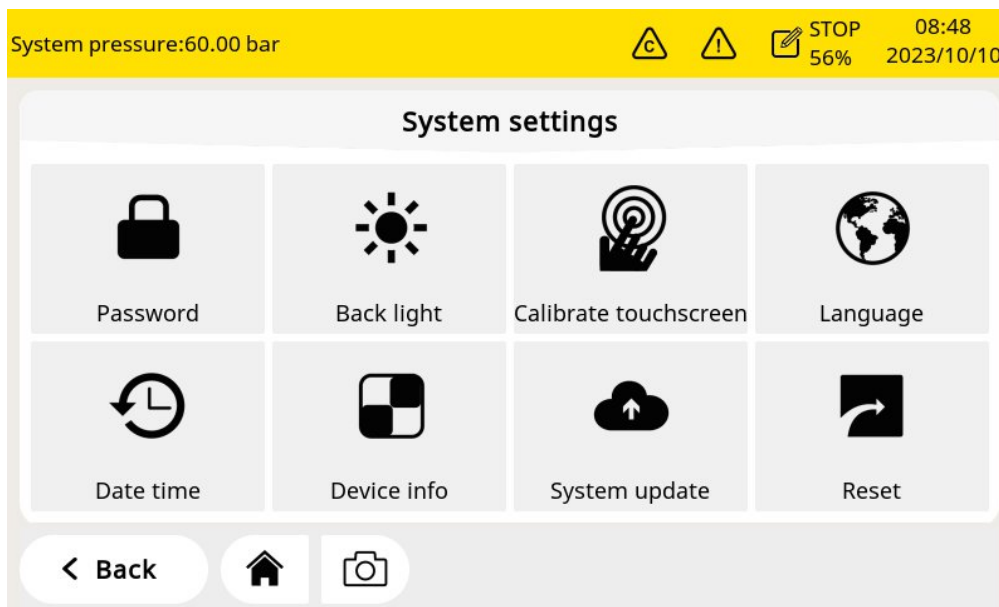 System pressure:60.00 bar
C
!
STOP
56%
08:48
2023/10/10
System settings
Password
Back light
Calibrate touchscreen
Language
Date time
Device info
System update
Reset
Back